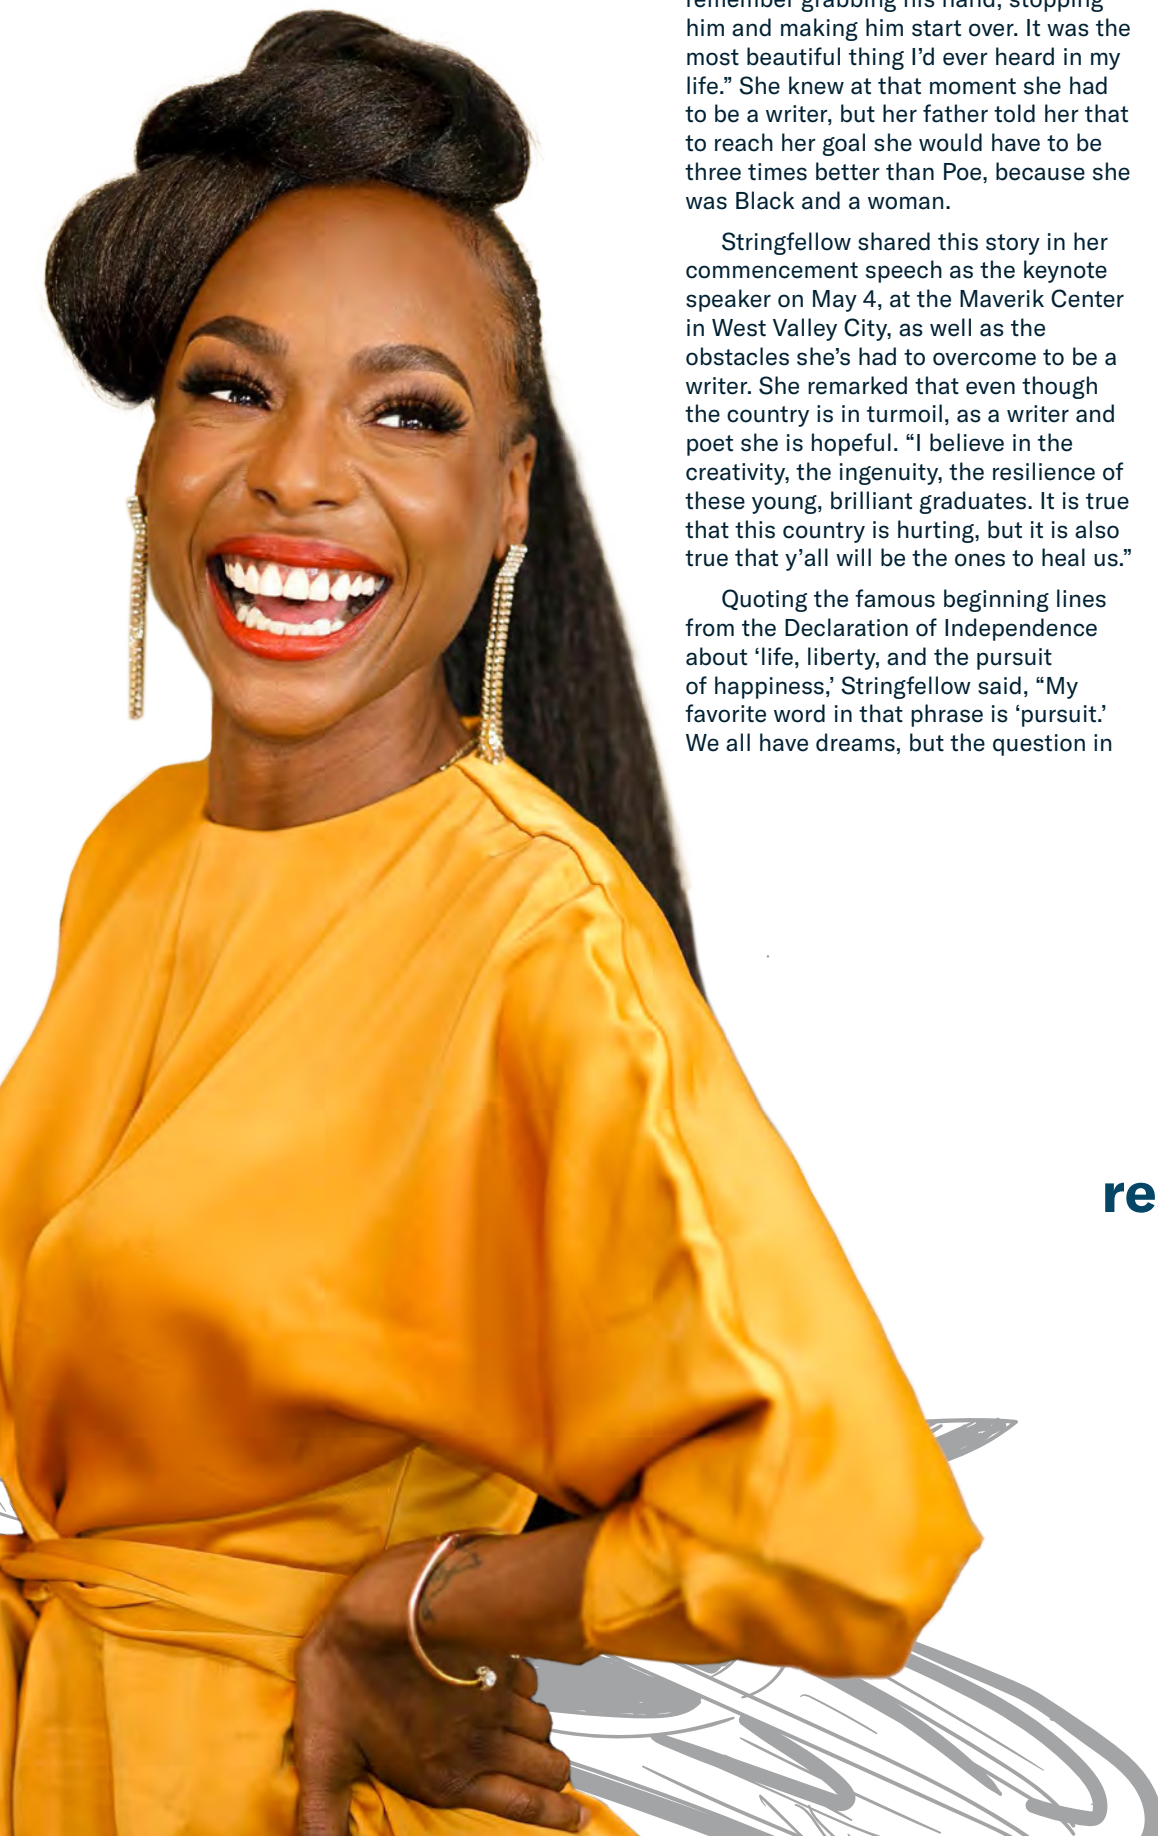 remember grabbing his hand, stopping
him and making him start over. It was the
most beautiful thing I’d ever heard in my
life.” She knew at that moment she had
to be a writer, but her father told her that
to reach her goal she would have to be
three times better than Poe, because she
was Black and a woman.
Stringfellow shared this story in her
commencement speech as the keynote
speaker on May 4, at the Maverik Center
in West Valley City, as well as the
obstacles she’s had to overcome to be a
writer. She remarked that even though
the country is in turmoil, as a writer and
poet she is hopeful. “I believe in the
creativity, the ingenuity, the resilience of
these young, brilliant graduates. It is true
that this country is hurting, but it is also
true that y’all will be the ones to heal us.”
Quoting the famous beginning lines
from the Declaration of Independence
about ‘life, liberty, and the pursuit
of happiness,’ Stringfellow said, “My
favorite word in that phrase is ‘pursuit.’
We all have dreams, but the question in
re